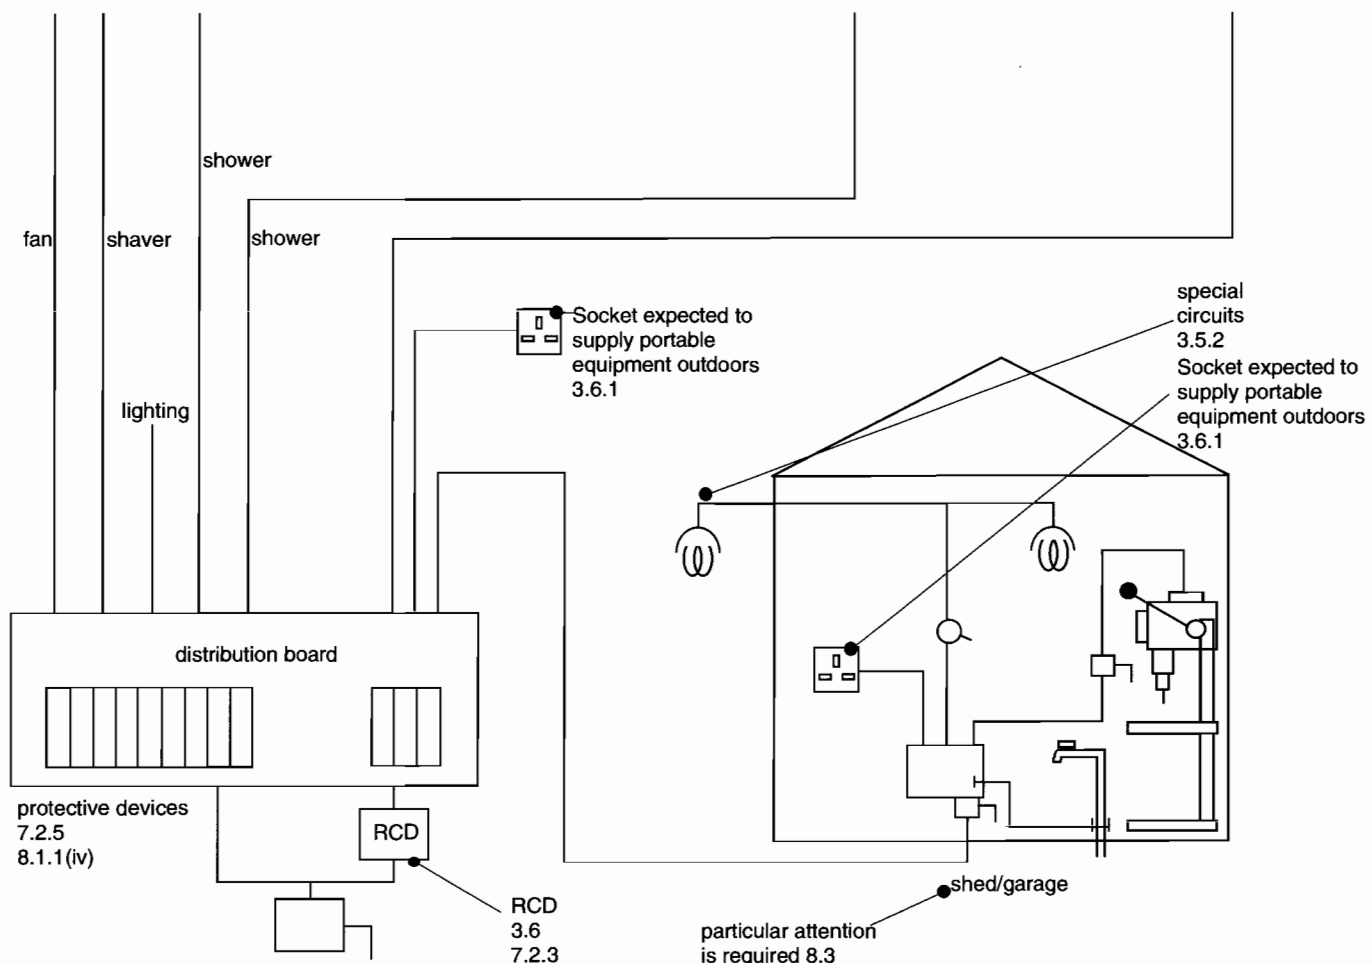 shower
fan
shaver
shower
special
circuits
3.5.2
Socket expected to
supply portable
equipment outdoors
3.6.1
Socket expected to
supply portable
equipment outdoors
3.6.1
lighting
distribution board
protective devices
7.2.5
8.1.1(iv)
RCD
RCD
3.6
7.2.3
shed/garage
particular attention
is required 8.3